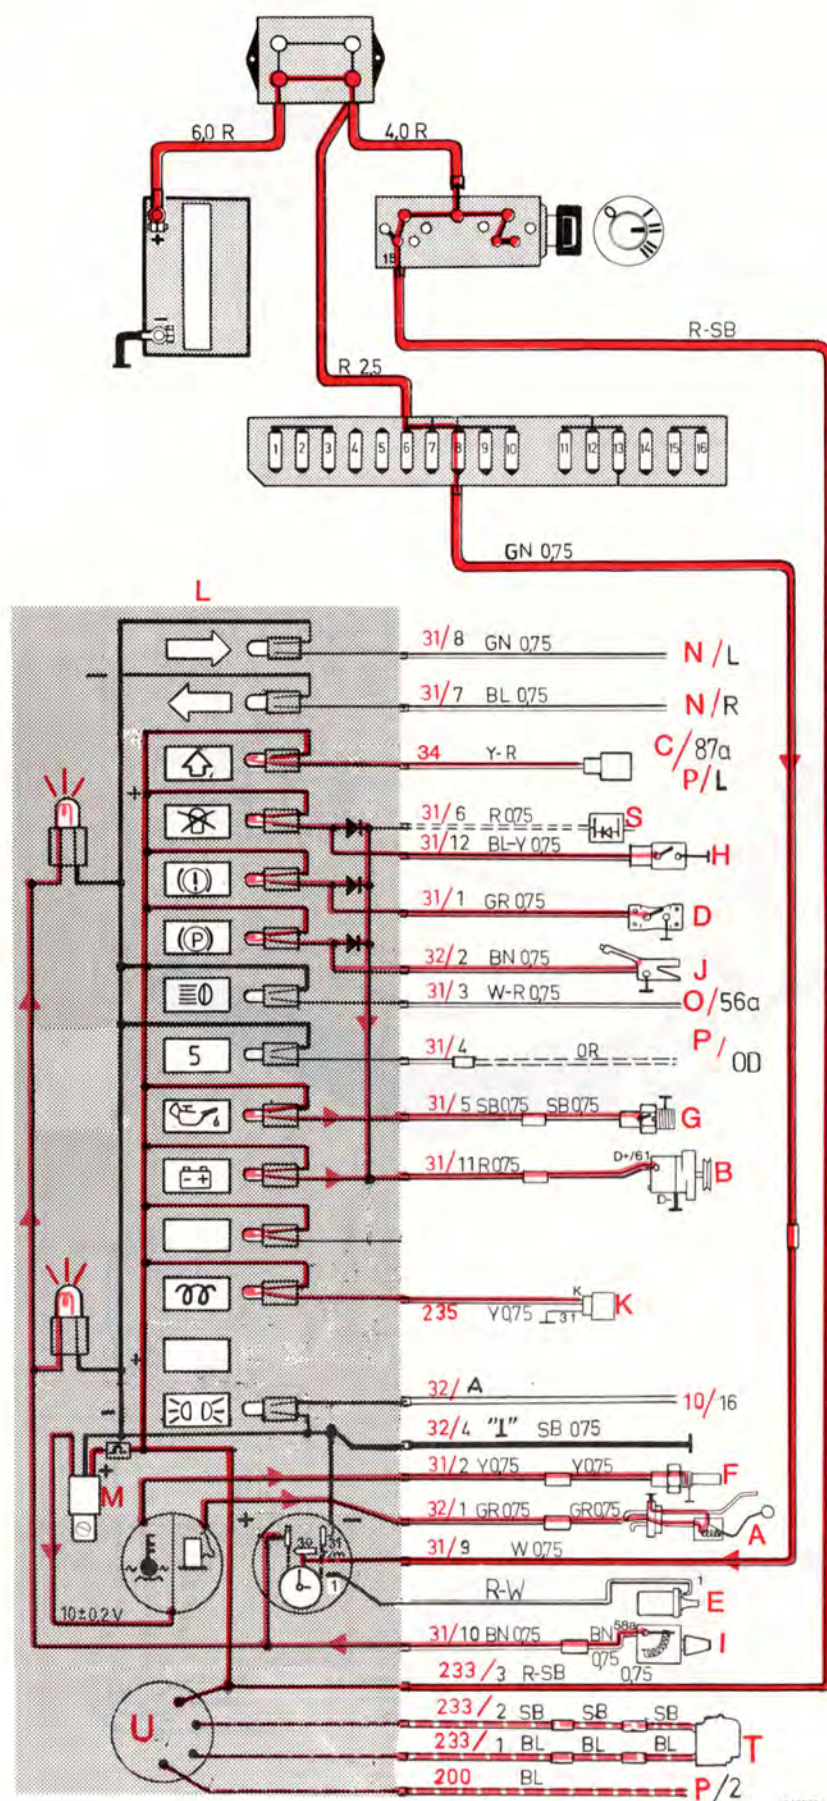 6,0 R 4,0 R
+
15
O I II III
−
R-SB
R 2,5
1 2 3 4 5 6 7 8 9 10 11 12 13 14 15 16
GN 0,75
L
31/8 GN 0,75 N/L
−
31/7 BL 0,75 N/R
34 Y-R C/87a
P/L
+
31/6 R 0,75 S
31/12 BL-Y 0,75 H
(!)
31/1 GR 0,75 D
(P)
32/2 BN 0,75 J
31/3 W-R 0,75 O/56a
5 31/4 OR P/OD
31/5 SB 0,75 SB 0,75 G
− + 31/11 R 0,75 D+/61 B
D-
K
235 Y 0,75 31 K
+
32/A 10/16
−
32/4 "I" SB 0,75
+
31/2 Y 0,75 Y 0,75 F
M
32/1 GR 0,75 GR 0,75 A
E + −
30 31
31/9 W 0,75
1
R-W 1 E
10±0,2 V
31/10 BN 0,75 BN 0,75 58a I
233/3 R-SB 0,75
233/2 SB SB SB
U
233/1 BL BL BL T
200 BL P/2